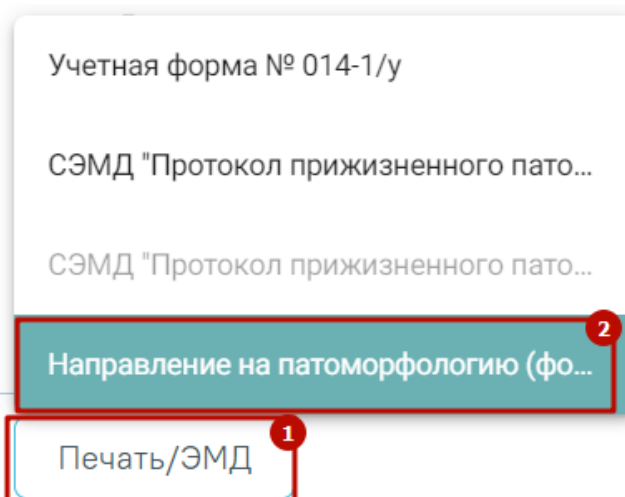 Учетная форма № 014-1/у
СЭМД "Протокол прижизненного пато...
СЭМД "Протокол прижизненного пато...
2
Направление на патоморфологию (фо...
1
Печать/ЭМД